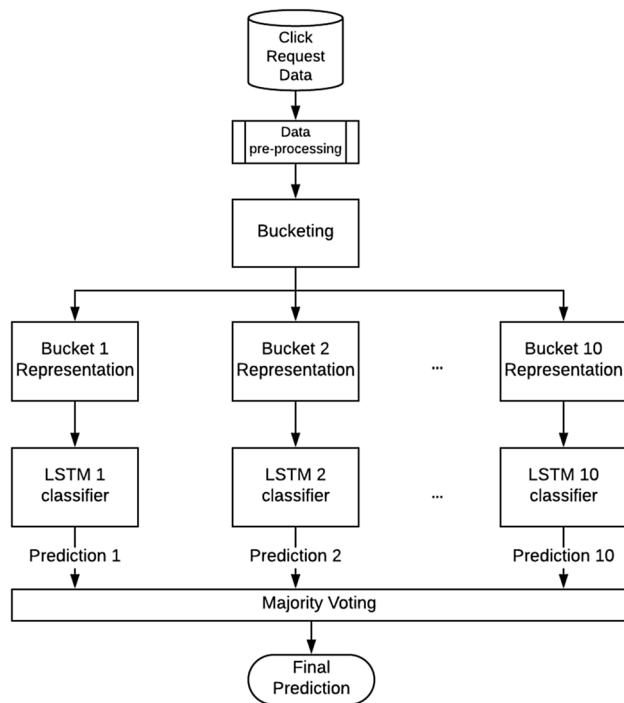 Click
Request
Data
Data
pre-processing
Bucketing
Bucket 1
Representation
Bucket 2
Representation
...
Bucket 10
Representation
LSTM 1
classifier
LSTM 2
classifier
...
LSTM 10
classifier
Prediction 1
Prediction 2
Prediction 10
Majority Voting
Final
Prediction